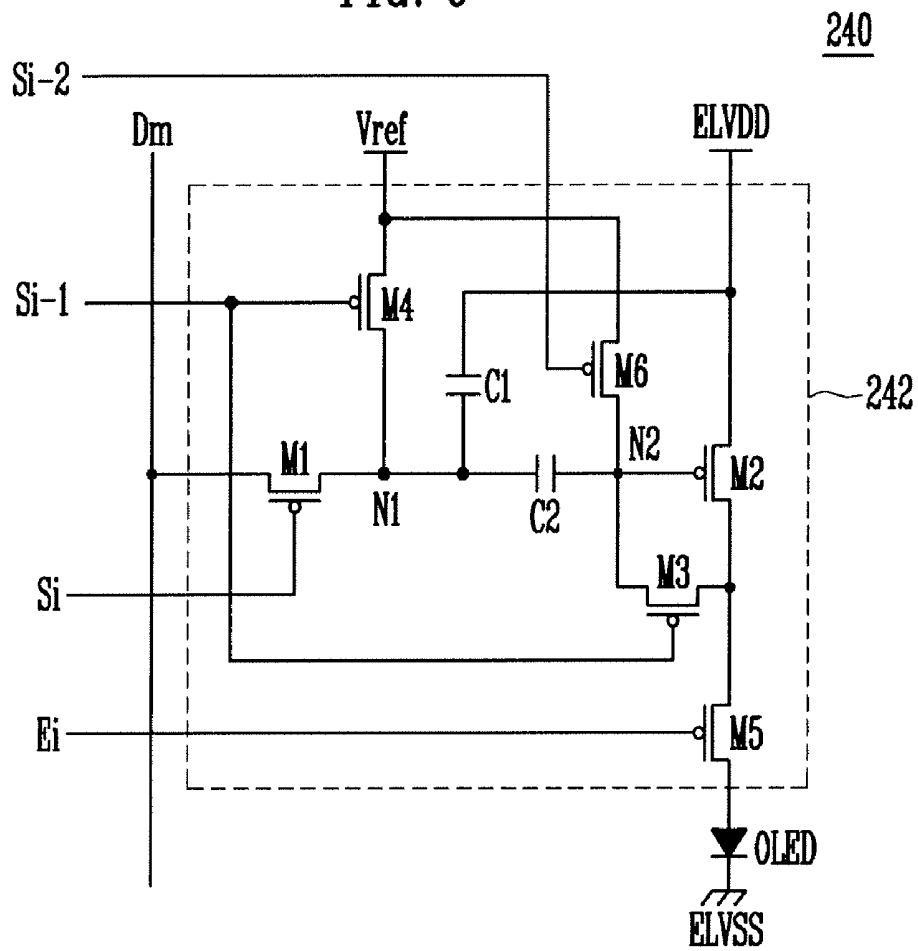 240
Si-2
Dm
Vref
ELVDD
Si-1
M4
M6
C1
242
M1
N2
M2
N1
C2
M3
Si
Ei
M5
OLED
ELVSS